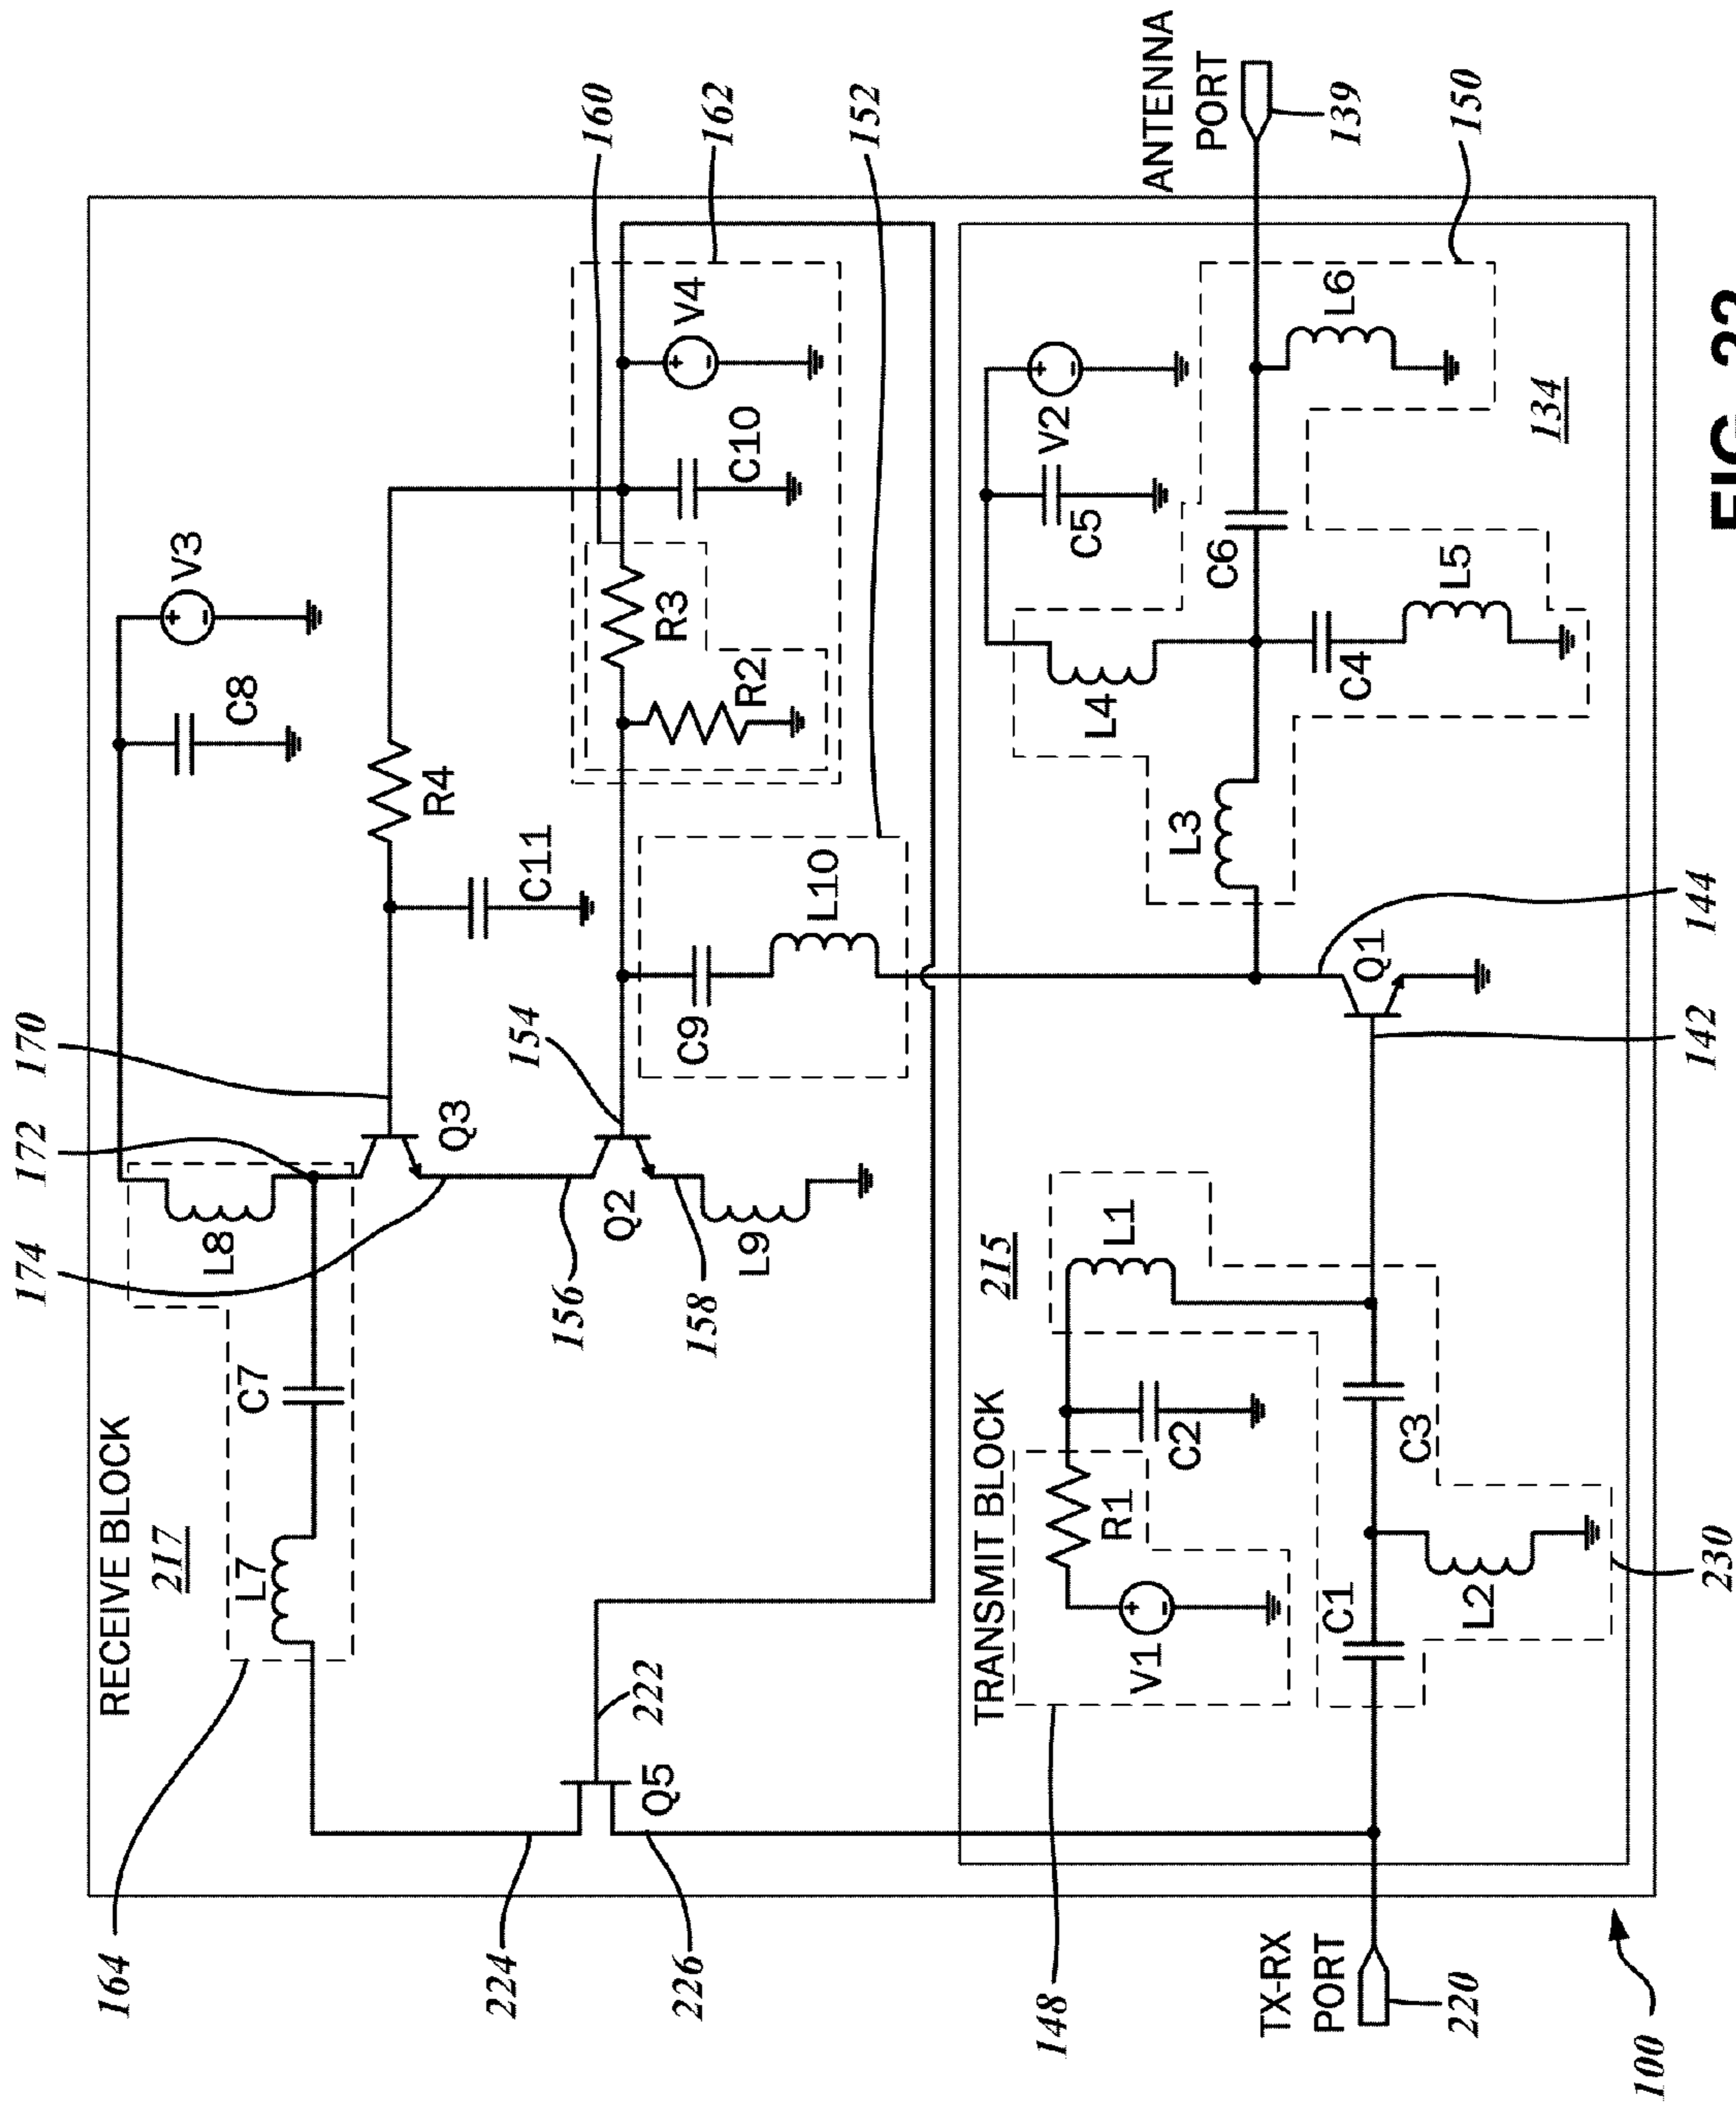 RECEIVE BLOCK
217
164
L7
C7
L8
172
170
174
Q3
V3
C8
R4
C11
160
162
152
V4
C10
R3
R2
154
156
Q2
158
L9
C9
L10
222
224
226
Q5
TRANSMIT BLOCK
215
148
V1
R1
C2
L1
C1
L2
C3
230
142
144
Q1
L3
L4
C4
L5
C5
V2
C6
L6
134
150
ANTENNA
PORT
139
TX-RX
PORT
220
100